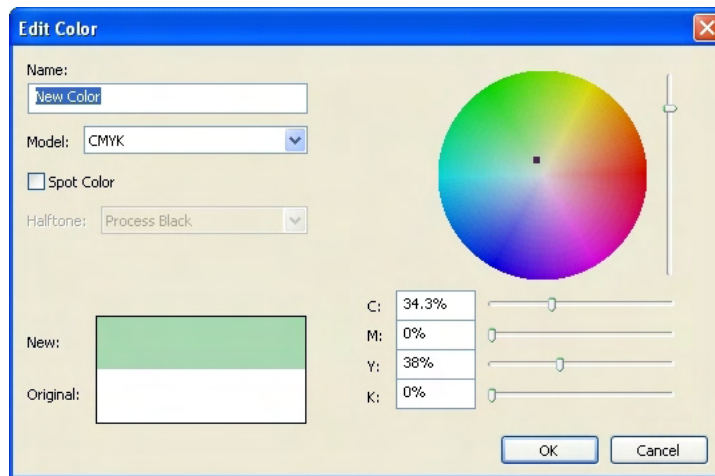 Edit Color
Name:
New Color
Model: CMYK
Spot Color
Halftone: Process Black
C: 34.3%
M: 0%
Y: 38%
K: 0%
New:
Original:
OK Cancel